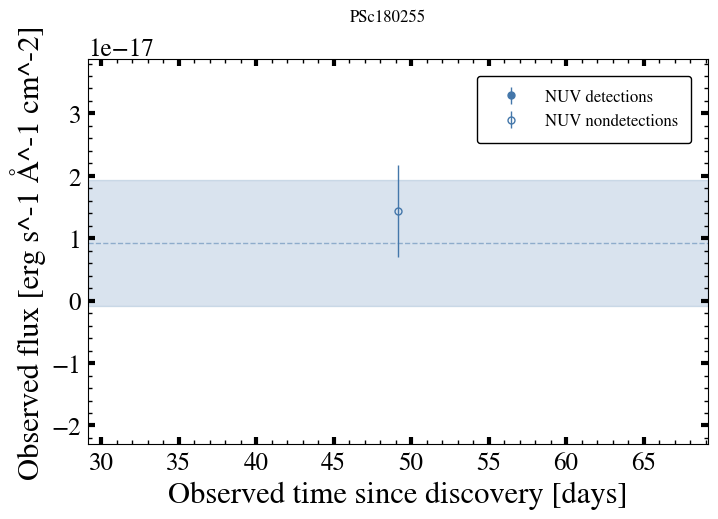 PSc180255
1e−17
NUV detections
NUV nondetections
3
2
1
0
−1
−2
30 35 40 45 50 55 60 65
Observed time since discovery [days]
Observed flux [erg s^-1 Å^-1 cm^-2]